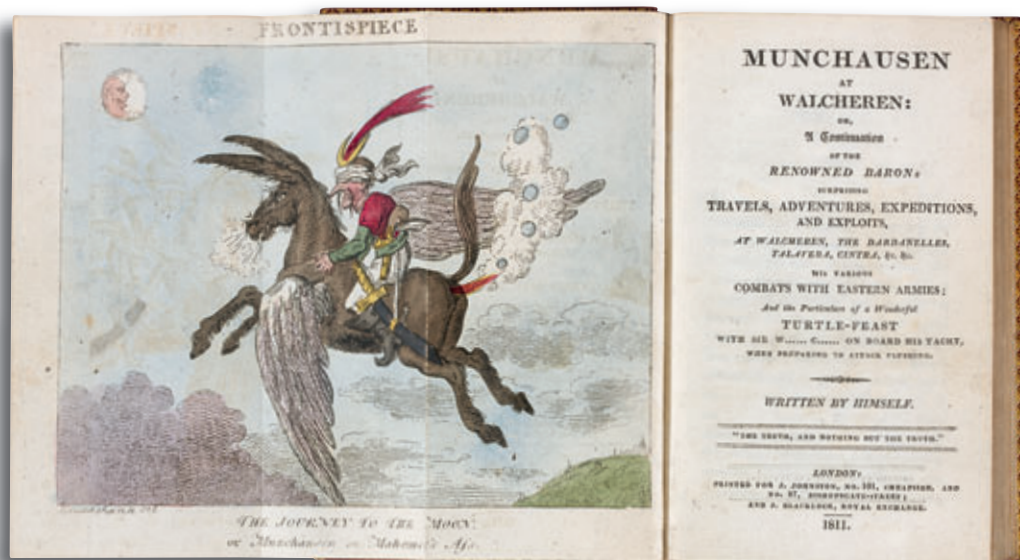 FRONTISPIECE
THE JOURNEY TO THE MOON
or Munchausen on Mahomet's Ass.
MUNCHAUSEN
AT
WALCHEREN:
OR,
A Continuation
OF THE
RENOWNED BARON'S
SURPRISING
TRAVELS, ADVENTURES, EXPEDITIONS,
AND EXPLOITS,
AT WALCHEREN, THE DARDANELLES,
TALAVERA, CINTRA, &c. &c.
HIS VARIOUS
COMBATS WITH EASTERN ARMIES;
And the Particulars of a Wonderful
TURTLE-FEAST
WITH SIR W...... C...... ON BOARD HIS YACHT,
WHEN PREPARING TO ATTACK FLUSHING.
WRITTEN BY HIMSELF.
"THE TRUTH, AND NOTHING BUT THE TRUTH."
LONDON:
PRINTED FOR J. JOHNSTON, NO. 101, CHEAPSIDE, AND
NO. 97, BISHOPSGATE-STREET;
AND J. BLACKLOCK, ROYAL EXCHANGE.
1811.